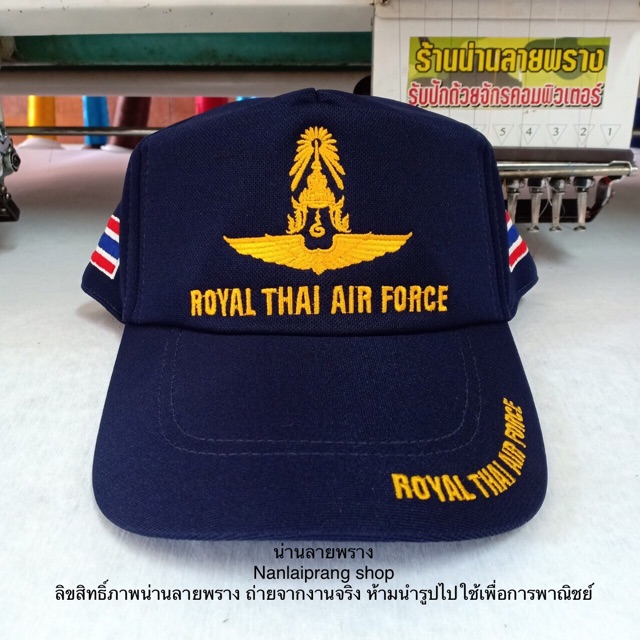 ร้านน่านลายพราง
รับปักด้วยจักรคอมพิวเตอร์
5 4 3 2 1
ROYAL THAI AIR FORCE
ROYAL THAI AIR FORCE
น่านลายพราง
Nanlaiprang shop
ลิขสิทธิ์ภาพน่านลายพราง ถ่ายจากงานจริง ห้ามนำรูปไปใช้เพื่อการพาณิชย์